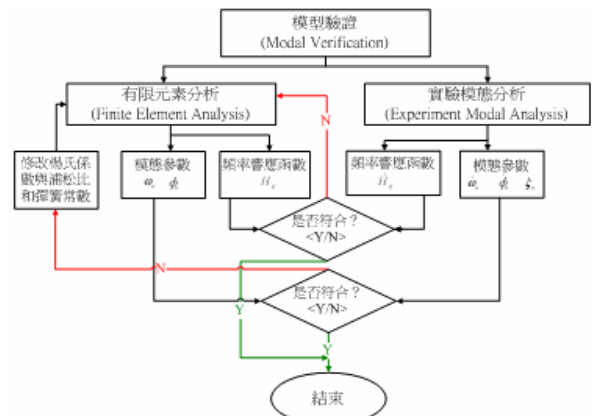 模型驗證
(Modal Verification)
有限元素分析
(Finite Element Analysis)
實驗模態分析
(Experiment Modal Analysis)
N
修改楊氏係
數與浦松比
和彈簧常數
模態參數
頻率響應函數
頻率響應函數
模態參數
是否符合？
<Y/N>
N
是否符合？
<Y/N>
Y
Y
結束